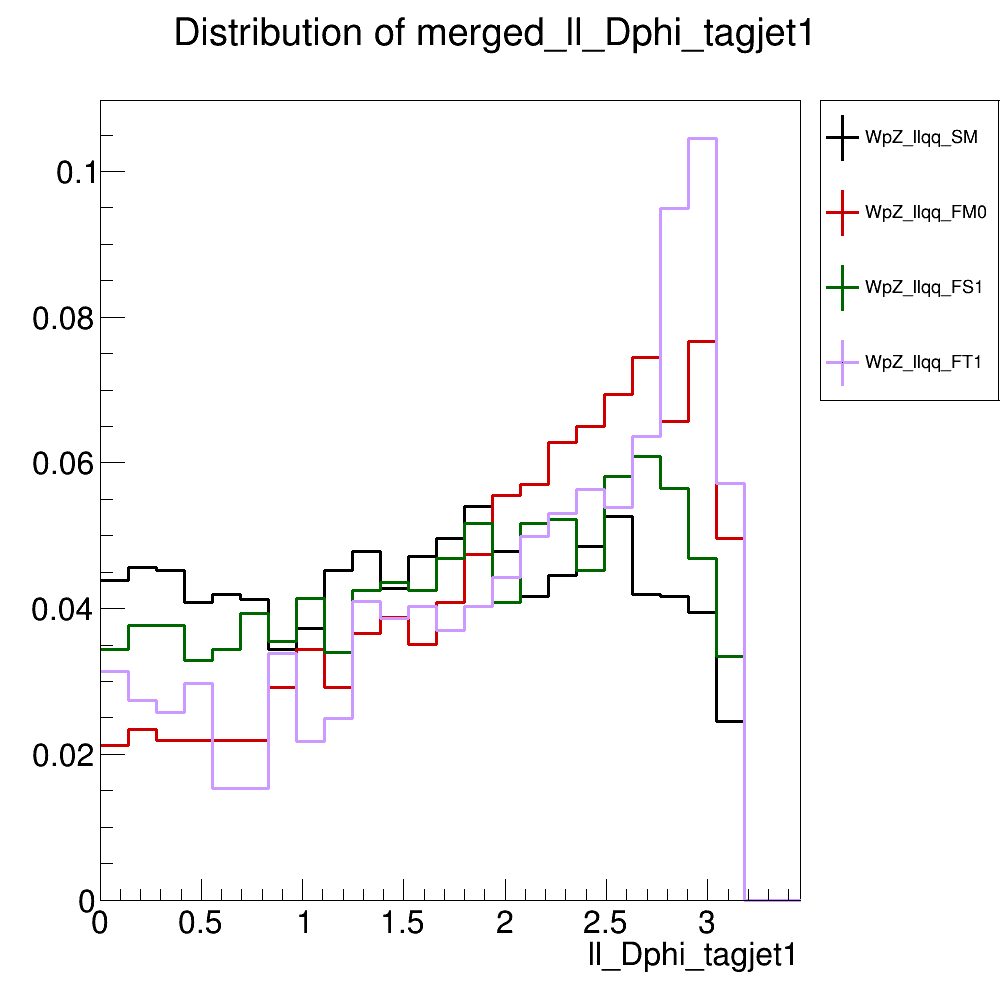 Distribution of merged_ll_Dphi_tagjet1
WpZ_llqq_SM
WpZ_llqq_FM0
WpZ_llqq_FS1
WpZ_llqq_FT1
0.1
0.08
0.06
0.04
0.02
0
0 0.5 1 1.5 2 2.5 3
ll_Dphi_tagjet1